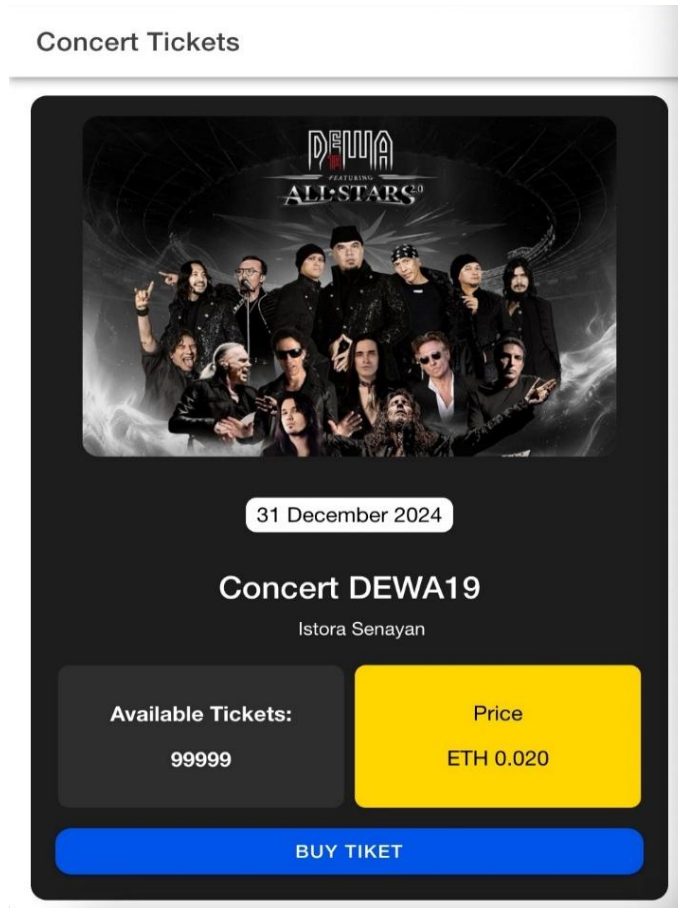 Concert Tickets
DEWA
19
FEATURING
ALL★STARS 2.0
31 December 2024
Concert DEWA19
Istora Senayan
Available Tickets:
99999
Price
ETH 0.020
BUY TIKET